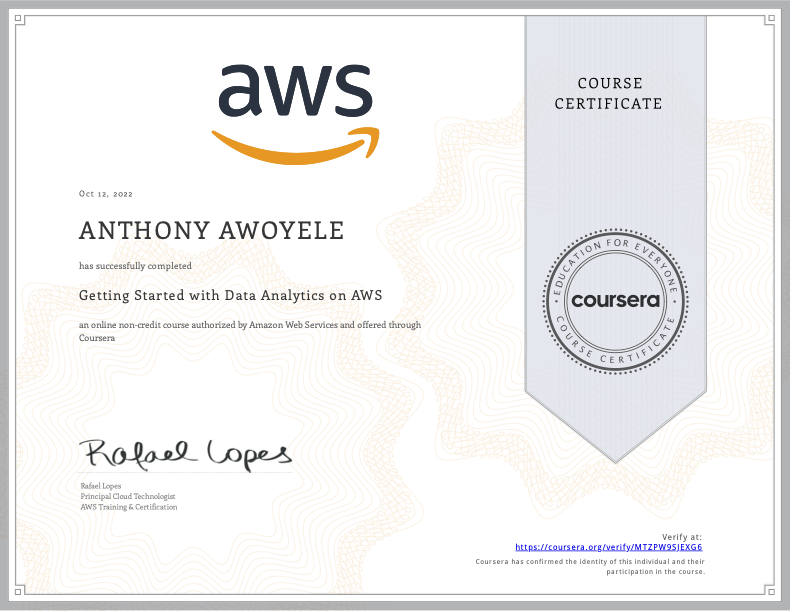 aws
COURSE
CERTIFICATE
Oct 12, 2022
ANTHONY AWOYELE
has successfully completed
Getting Started with Data Analytics on AWS
an online non-credit course authorized by Amazon Web Services and offered through
Coursera
EDUCATION FOR EVERYONE
coursera
COURSE CERTIFICATE
Rafael Lopes
Rafael Lopes
Principal Cloud Technologist
AWS Training & Certification
Verify at:
https://coursera.org/verify/MTZPW9SJEXG6
Coursera has confirmed the identity of this individual and their
participation in the course.